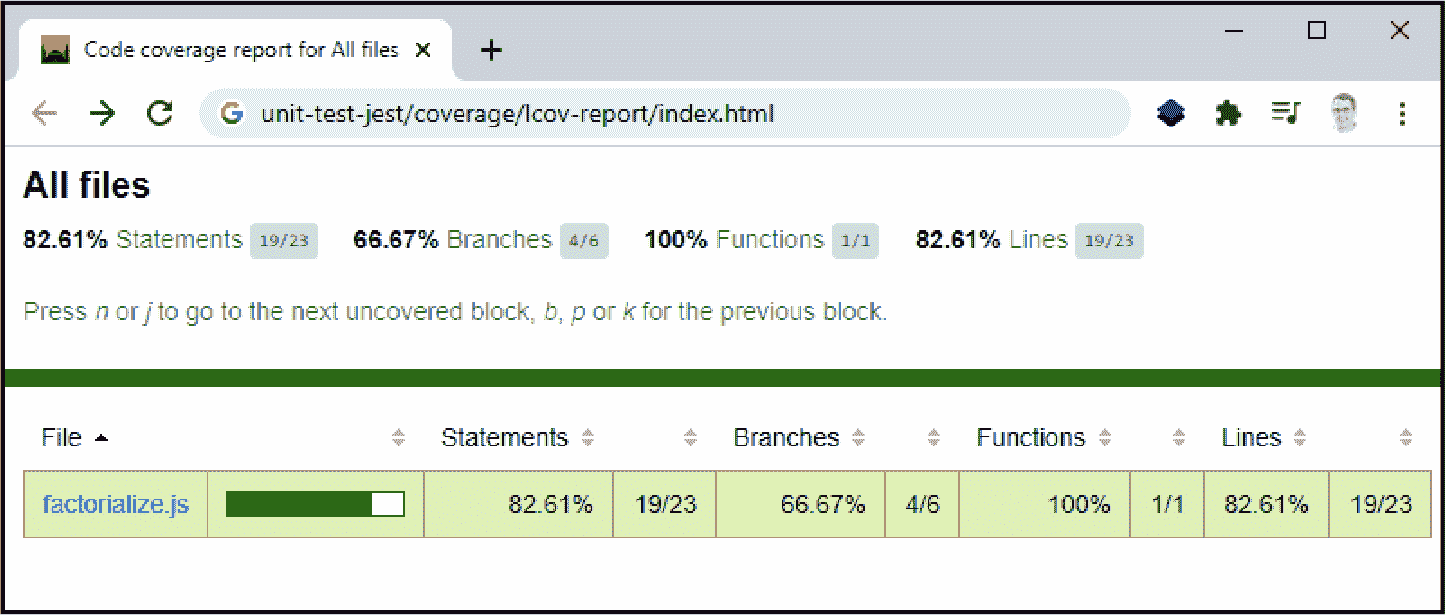 Code coverage report for All files
unit-test-jest/coverage/lcov-report/index.html
All files
82.61% Statements 19/23 66.67% Branches 4/6 100% Functions 1/1 82.61% Lines 19/23
Press n or j to go to the next uncovered block, b, p or k for the previous block.
File Statements Branches Functions Lines
factorialize.js 82.61% 19/23 66.67% 4/6 100% 1/1 82.61% 19/23